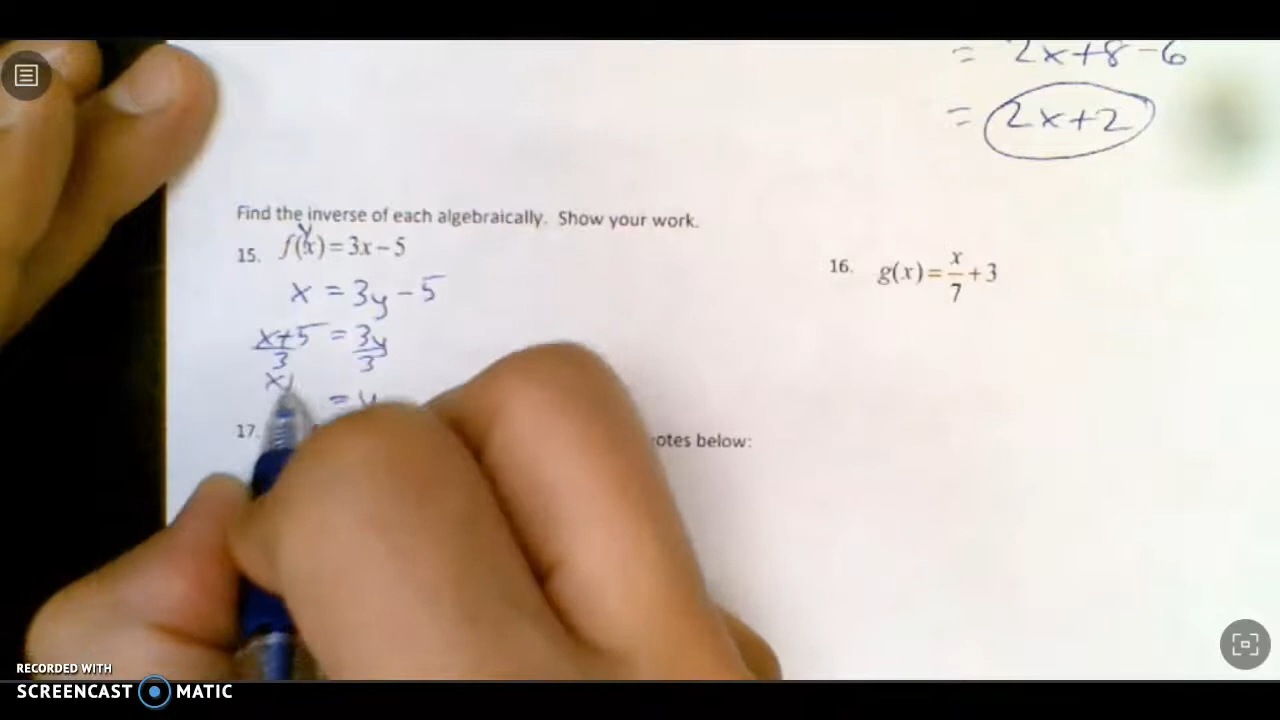 = 2x+8-6
= 2x+2
Find the inverse of each algebraically. Show your work.
y
15. f(x)=3x-5
x = 3y-5
x+5 = 3y
3 3
x = y
16. g(x)=x/7+3
17.
below:
RECORDED WITH
SCREENCAST MATIC